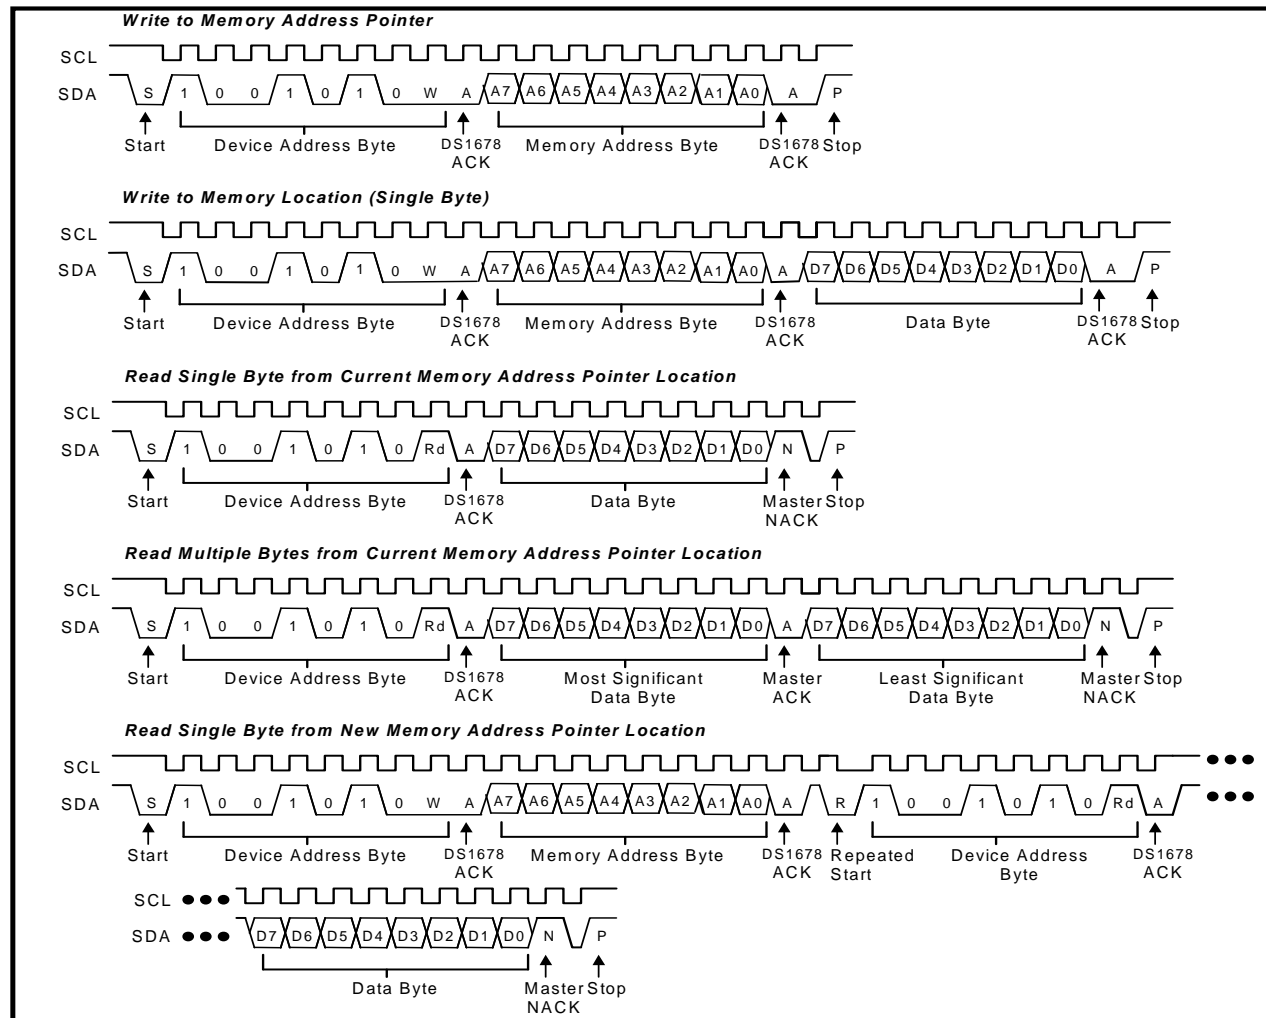 Write to Memory Address Pointer
SCL
SDA S 1 0 0 1 0 1 0 W A A7 A6 A5 A4 A3 A2 A1 A0 A P
Start Device Address Byte DS1678 Memory Address Byte DS1678 Stop
ACK ACK
Write to Memory Location (Single Byte)
SCL
SDA S 1 0 0 1 0 1 0 W A A7 A6 A5 A4 A3 A2 A1 A0 A D7 D6 D5 D4 D3 D2 D1 D0 A P
Start Device Address Byte DS1678 Memory Address Byte DS1678 Data Byte DS1678 Stop
ACK ACK ACK
Read Single Byte from Current Memory Address Pointer Location
SCL
SDA S 1 0 0 1 0 1 0 Rd A D7 D6 D5 D4 D3 D2 D1 D0 N P
Start Device Address Byte DS1678 Data Byte Master Stop
ACK NACK
Read Multiple Bytes from Current Memory Address Pointer Location
SCL
SDA S 1 0 0 1 0 1 0 Rd A D7 D6 D5 D4 D3 D2 D1 D0 A D7 D6 D5 D4 D3 D2 D1 D0 N P
Start Device Address Byte DS1678 Most Significant Master Least Significant Master Stop
ACK Data Byte ACK Data Byte NACK
Read Single Byte from New Memory Address Pointer Location
SCL
SDA S 1 0 0 1 0 1 0 W A A7 A6 A5 A4 A3 A2 A1 A0 A R 1 0 0 1 0 1 0 Rd A
Start Device Address Byte DS1678 Memory Address Byte DS1678 Repeated Device Address DS1678
ACK ACK Start Byte ACK
SCL
SDA D7 D6 D5 D4 D3 D2 D1 D0 N P
Data Byte Master Stop
NACK